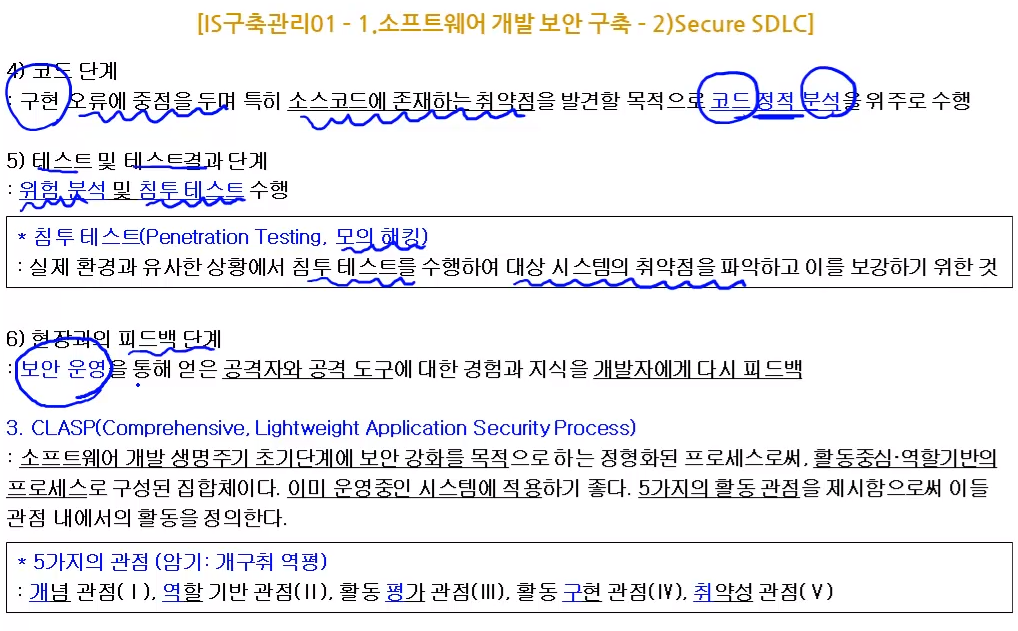 [IS구축관리01 - 1.소프트웨어 개발 보안 구축 - 2)Secure SDLC]
4) 코드 단계
: 구현 오류에 중점을 두며 특히 소스코드에 존재하는 취약점을 발견할 목적으로 코드 정적 분석을 위주로 수행
5) 테스트 및 테스트결과 단계
: 위험 분석 및 침투 테스트 수행
* 침투 테스트(Penetration Testing, 모의 해킹)
: 실제 환경과 유사한 상황에서 침투 테스트를 수행하여 대상 시스템의 취약점을 파악하고 이를 보강하기 위한 것
6) 현장과의 피드백 단계
: 보안 운영을 통해 얻은 공격자와 공격 도구에 대한 경험과 지식을 개발자에게 다시 피드백
3. CLASP(Comprehensive, Lightweight Application Security Process)
: 소프트웨어 개발 생명주기 초기단계에 보안 강화를 목적으로 하는 정형화된 프로세스로써, 활동중심·역할기반의
프로세스로 구성된 집합체이다. 이미 운영중인 시스템에 적용하기 좋다. 5가지의 활동 관점을 제시함으로써 이들
관점 내에서의 활동을 정의한다.
* 5가지의 관점 (암기: 개구취 역평)
: 개념 관점(Ⅰ), 역할 기반 관점(Ⅱ), 활동 평가 관점(Ⅲ), 활동 구현 관점(Ⅳ), 취약성 관점(Ⅴ)